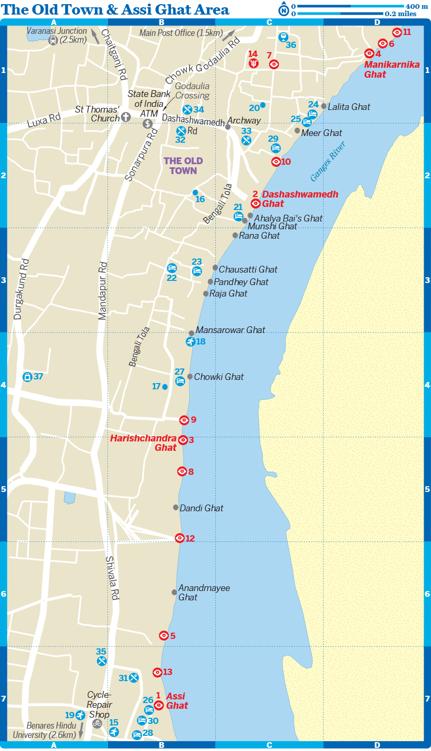 The Old Town & Assi Ghat Area
0 400 m
0 0.2 miles
A B C D
Varanasi Junction
(2.5km)
Chaitganj Rd
Main Post Office (1.5km)
36
11
6
4
Manikarnika
Ghat
14
7
1
1
Chowk Godaulia Rd
Godaulia
Crossing
State Bank
of India
ATM
St Thomas'
Church
Luxa Rd
34
Dashashwamedh
Rd
32
Archway
20
24
Lalita Ghat
25
Meer Ghat
33
29
10
Sonarpura Rd
THE OLD
TOWN
Ganges River
2
2
16
Bengali Tola
2 Dashashwamedh
Ghat
21
Ahalya Bai's Ghat
Munshi Ghat
Rana Ghat
Durgakund Rd
Mandapur Rd
22
23
Chausatti Ghat
Pandhey Ghat
Raja Ghat
3
3
Mansarowar Ghat
18
Bengali Tola
37
27
Chowki Ghat
17
4
4
9
Harishchandra
Ghat
3
8
5
5
Dandi Ghat
12
Shivala Rd
Anandmayee
Ghat
6
6
5
35
13
31
1
Assi
Ghat
Cycle-
Repair
Shop
26
7
7
19
30
Benares Hindu
University (2.6km)
15
28
A B C D